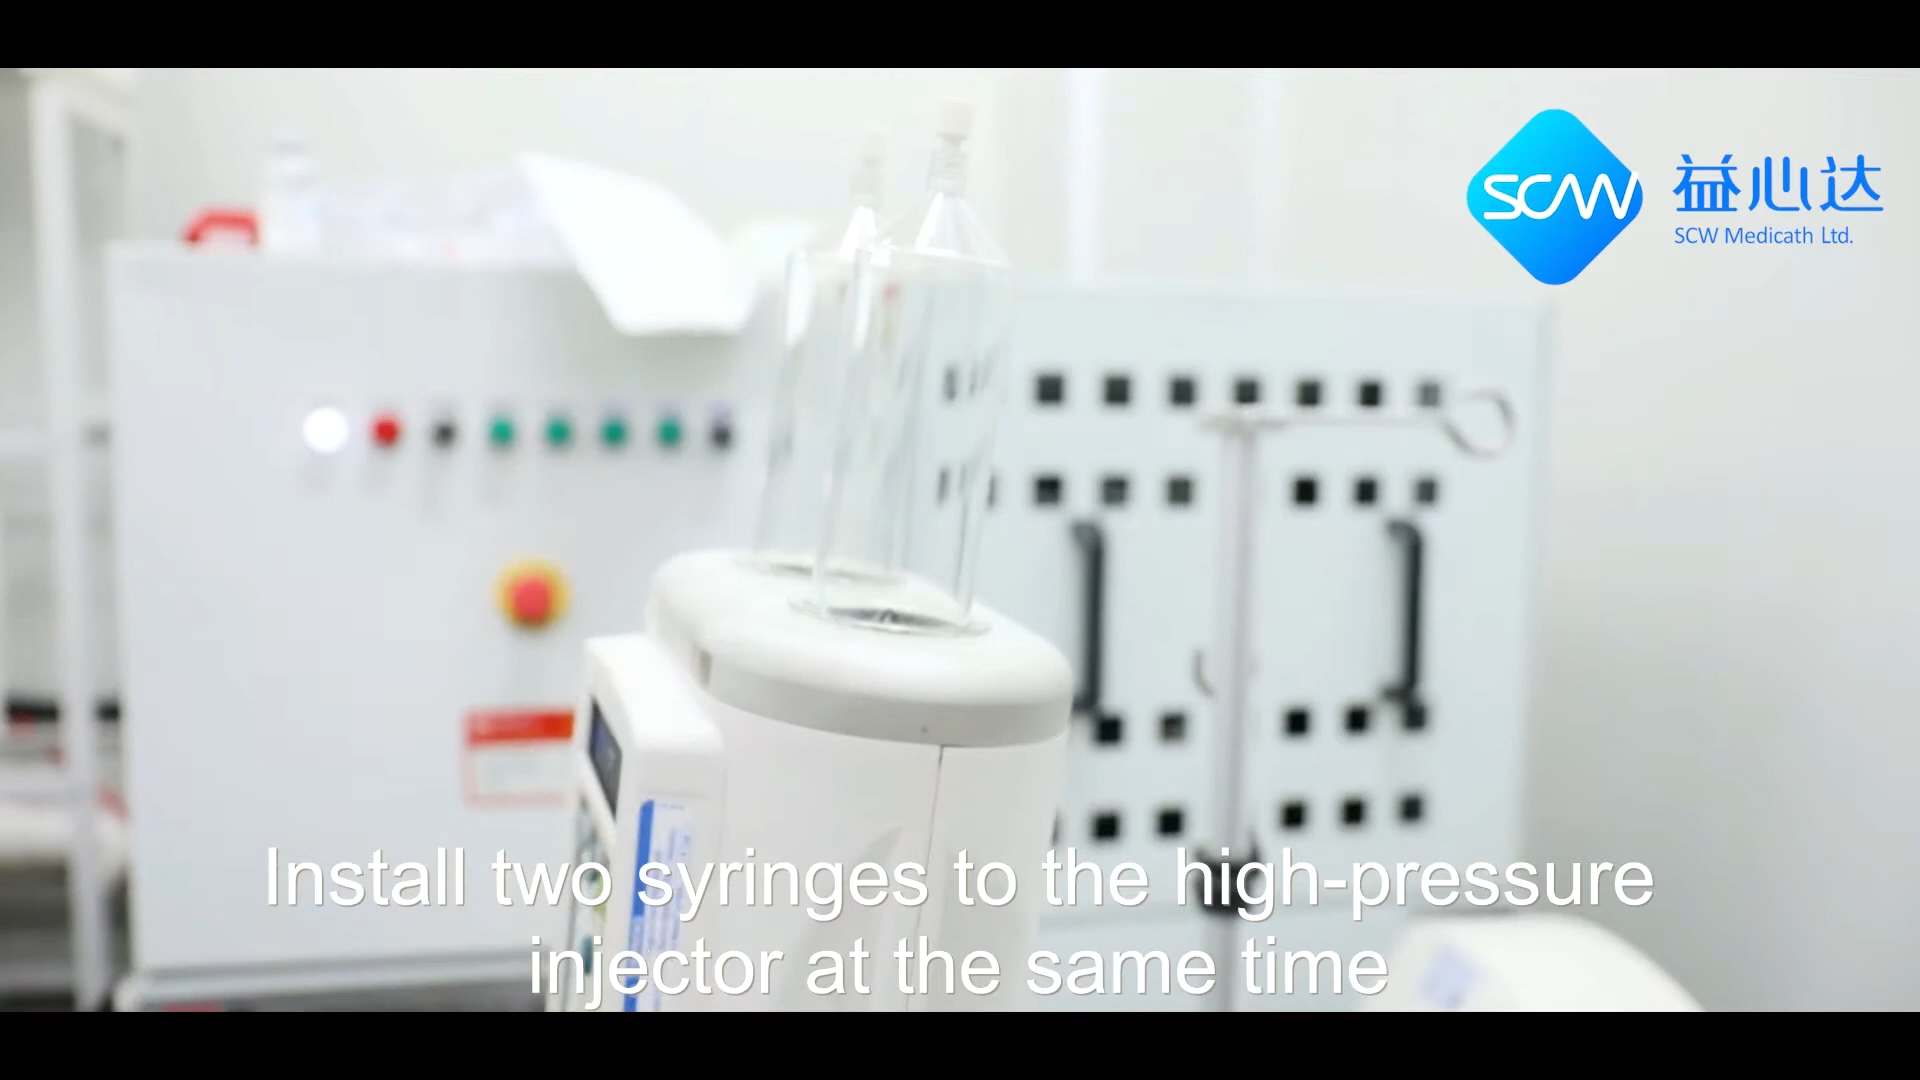 SCW
益心达
SCW Medicath Ltd.
Install two syringes to the high-pressure
injector at the same time